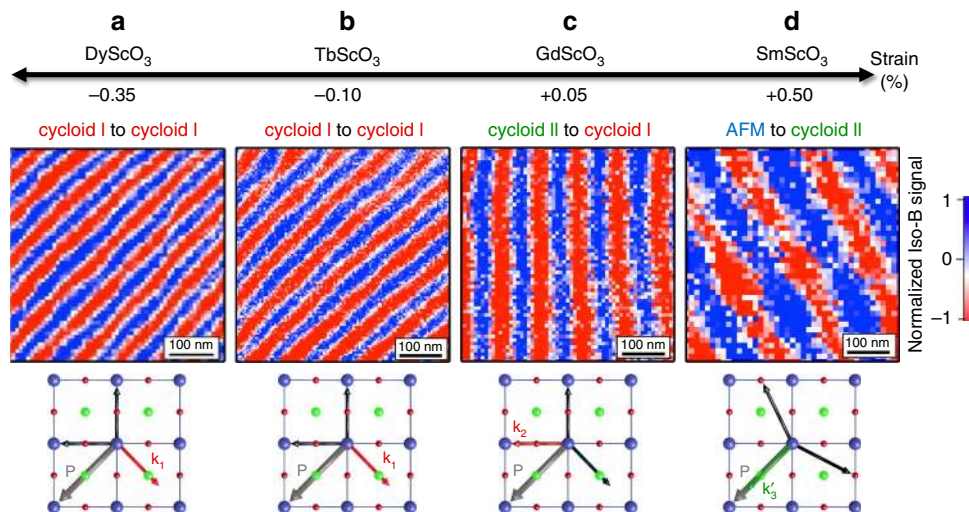 a b c d
DyScO3 TbScO3 GdScO3 SmScO3 Strain (%)
–0.35 –0.10 +0.05 +0.50
cycloid I to cycloid I cycloid I to cycloid I cycloid II to cycloid I AFM to cycloid II
100 nm 100 nm 100 nm 100 nm
Normalized Iso-B signal
1
0
–1
P k1 P k1 k2 P P k′3